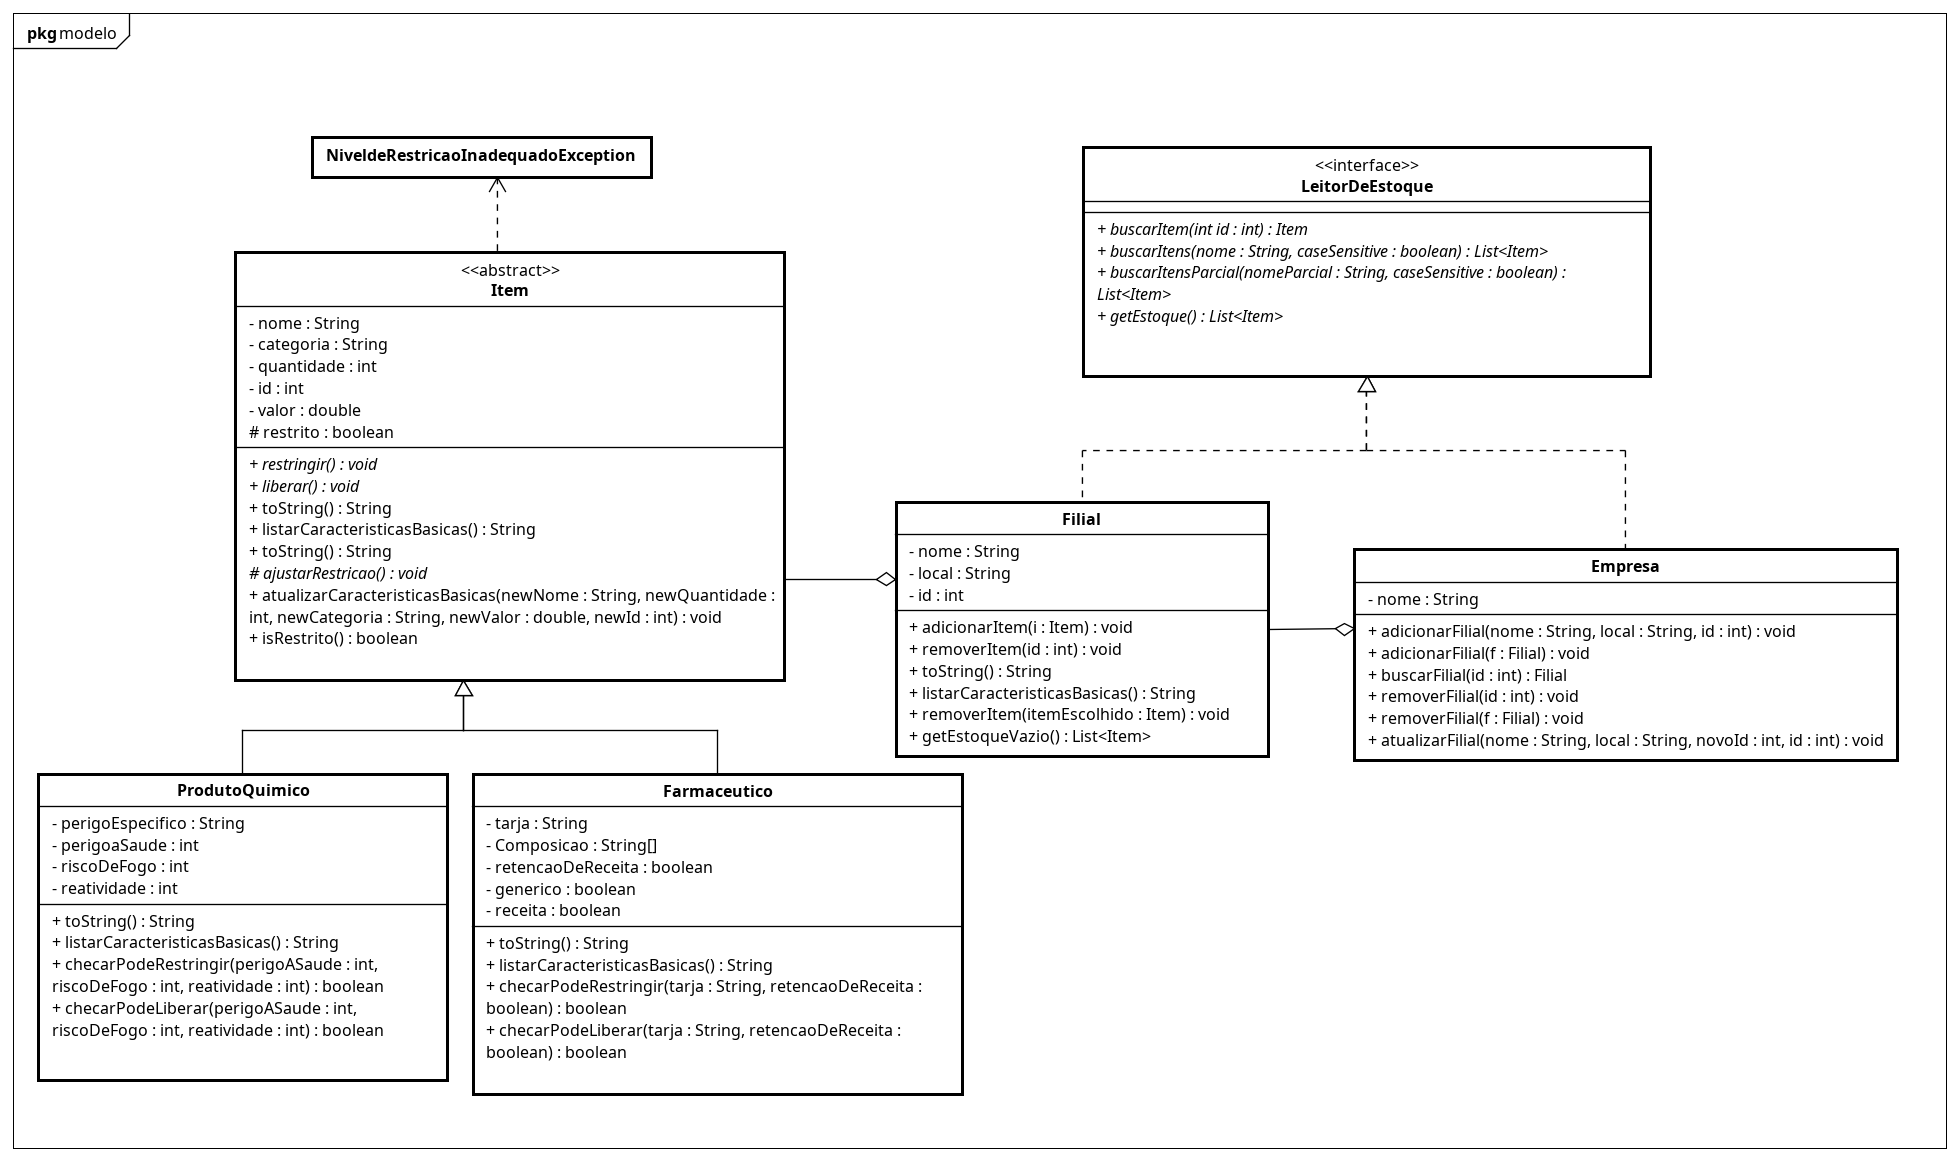 pkg modelo
NiveldeRestricaoInadequadoException
<<interface>>
LeitorDeEstoque
+ buscarItem(int id : int) : Item
+ buscarItens(nome : String, caseSensitive : boolean) : List<Item>
+ buscarItensParcial(nomeParcial : String, caseSensitive : boolean) :
List<Item>
+ getEstoque() : List<Item>
<<abstract>>
Item
- nome : String
- categoria : String
- quantidade : int
- id : int
- valor : double
# restrito : boolean
+ restringir() : void
+ liberar() : void
+ toString() : String
+ listarCaracteristicasBasicas() : String
+ toString() : String
# ajustarRestricao() : void
+ atualizarCaracteristicasBasicas(newNome : String, newQuantidade :
int, newCategoria : String, newValor : double, newId : int) : void
+ isRestrito() : boolean
Filial
- nome : String
- local : String
- id : int
+ adicionarItem(i : Item) : void
+ removerItem(id : int) : void
+ toString() : String
+ listarCaracteristicasBasicas() : String
+ removerItem(itemEscolhido : Item) : void
+ getEstoqueVazio() : List<Item>
Empresa
- nome : String
+ adicionarFilial(nome : String, local : String, id : int) : void
+ adicionarFilial(f : Filial) : void
+ buscarFilial(id : int) : Filial
+ removerFilial(id : int) : void
+ removerFilial(f : Filial) : void
+ atualizarFilial(nome : String, local : String, novoId : int, id : int) : void
ProdutoQuimico
- perigoEspecifico : String
- perigoaSaude : int
- riscoDeFogo : int
- reatividade : int
+ toString() : String
+ listarCaracteristicasBasicas() : String
+ checarPodeRestringir(perigoASaude : int,
riscoDeFogo : int, reatividade : int) : boolean
+ checarPodeLiberar(perigoASaude : int,
riscoDeFogo : int, reatividade : int) : boolean
Farmaceutico
- tarja : String
- Composicao : String[]
- retencaoDeReceita : boolean
- generico : boolean
- receita : boolean
+ toString() : String
+ listarCaracteristicasBasicas() : String
+ checarPodeRestringir(tarja : String, retencaoDeReceita :
boolean) : boolean
+ checarPodeLiberar(tarja : String, retencaoDeReceita :
boolean) : boolean